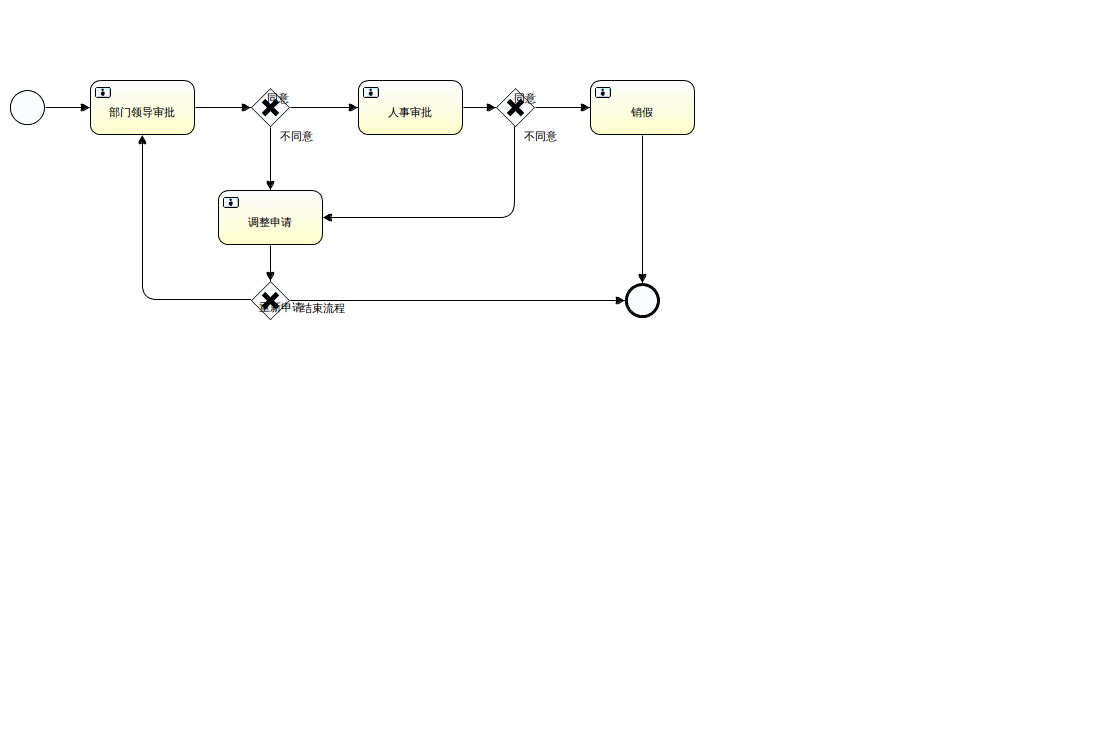 同意
同意
部门领导审批
人事审批
销假
不同意
不同意
调整申请
重新申请
结束流程